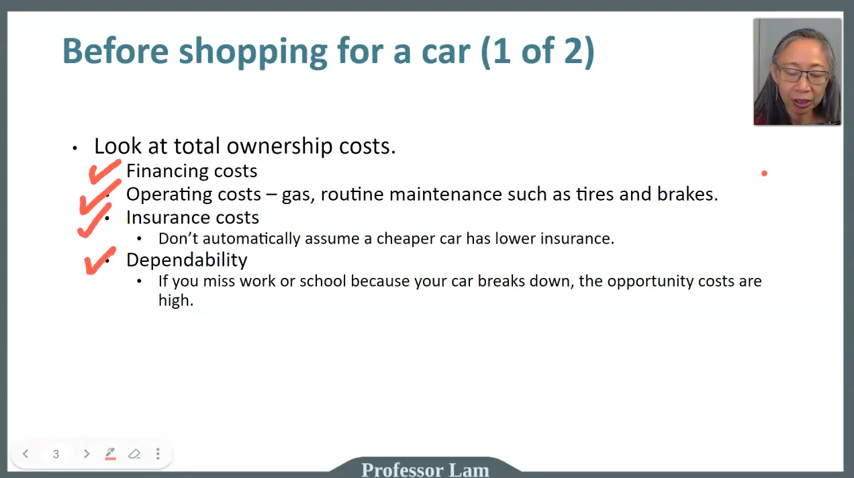 Before shopping for a car (1 of 2)
• Look at total ownership costs.
Financing costs
• Operating costs – gas, routine maintenance such as tires and brakes.
• Insurance costs
• Don't automatically assume a cheaper car has lower insurance.
• Dependability
• If you miss work or school because your car breaks down, the opportunity costs are
high.
3
Professor Lam